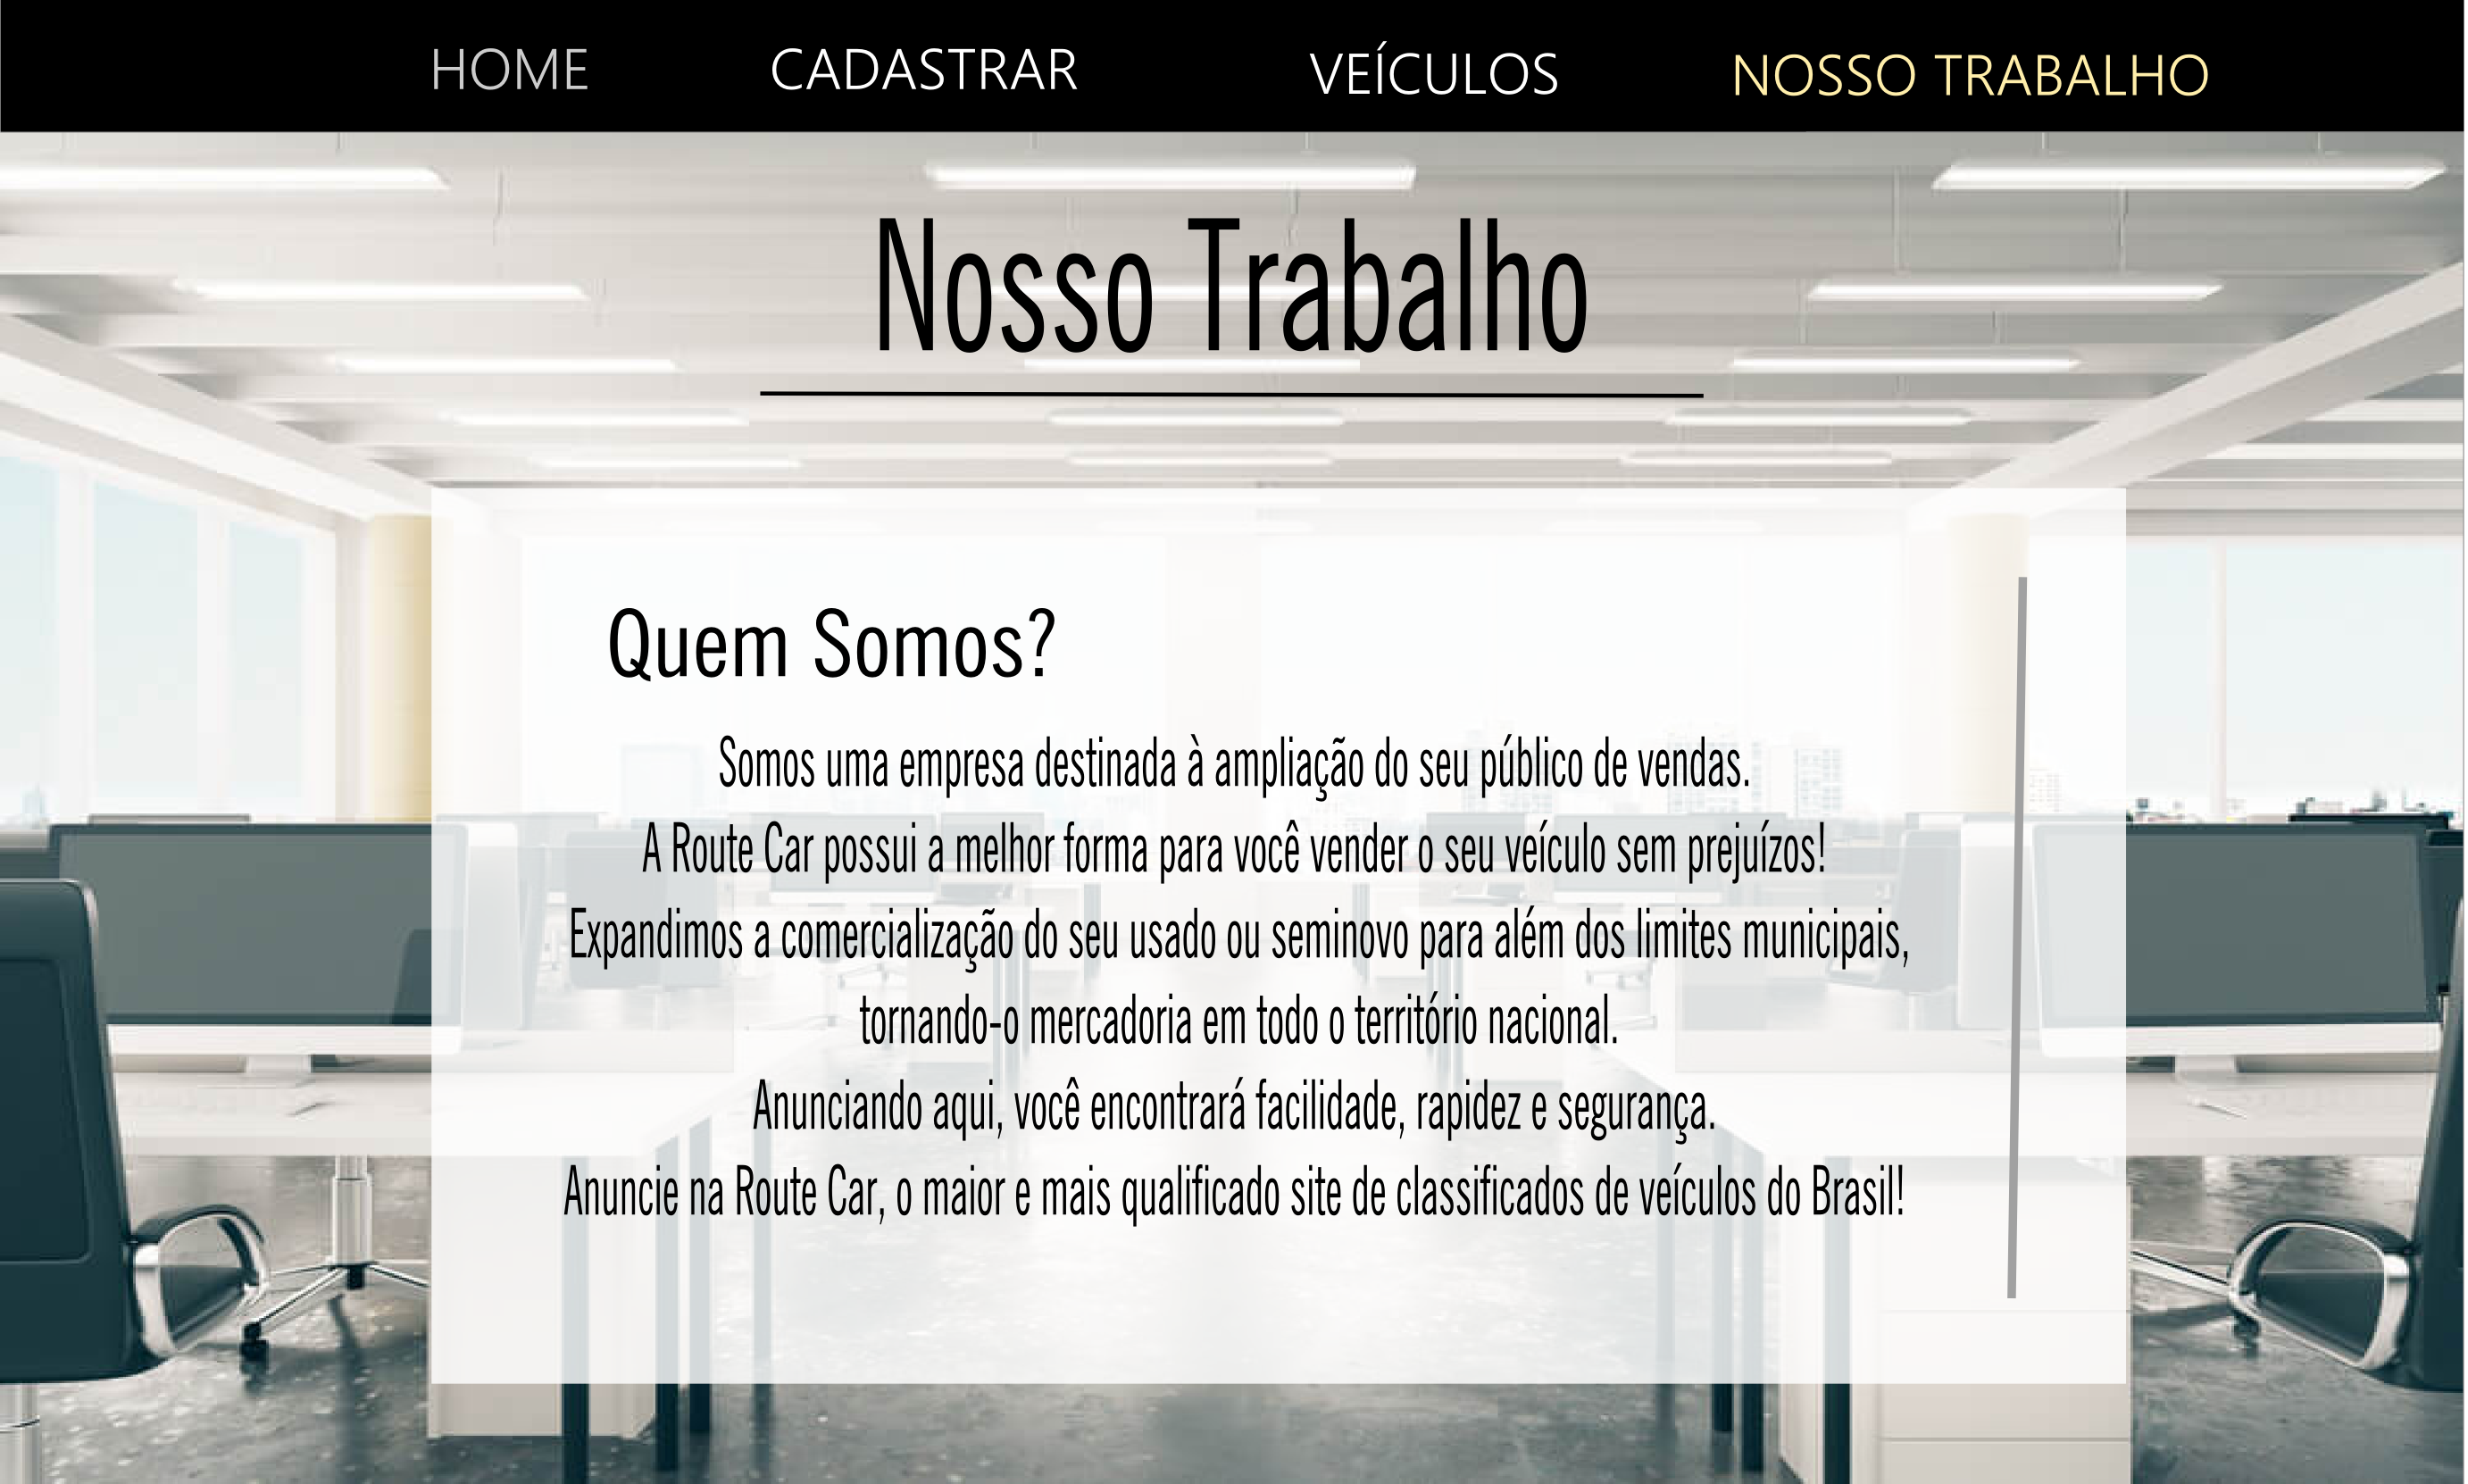 HOME CADASTRAR VEÍCULOS NOSSO TRABALHO
Nosso Trabalho
Quem Somos?
Somos uma empresa destinada à ampliação do seu público de vendas.
A Route Car possui a melhor forma para você vender o seu veículo sem prejuízos!
Expandimos a comercialização do seu usado ou seminovo para além dos limites municipais,
tornando-o mercadoria em todo o território nacional.
Anunciando aqui, você encontrará facilidade, rapidez e segurança.
Anuncie na Route Car, o maior e mais qualificado site de classificados de veículos do Brasil!